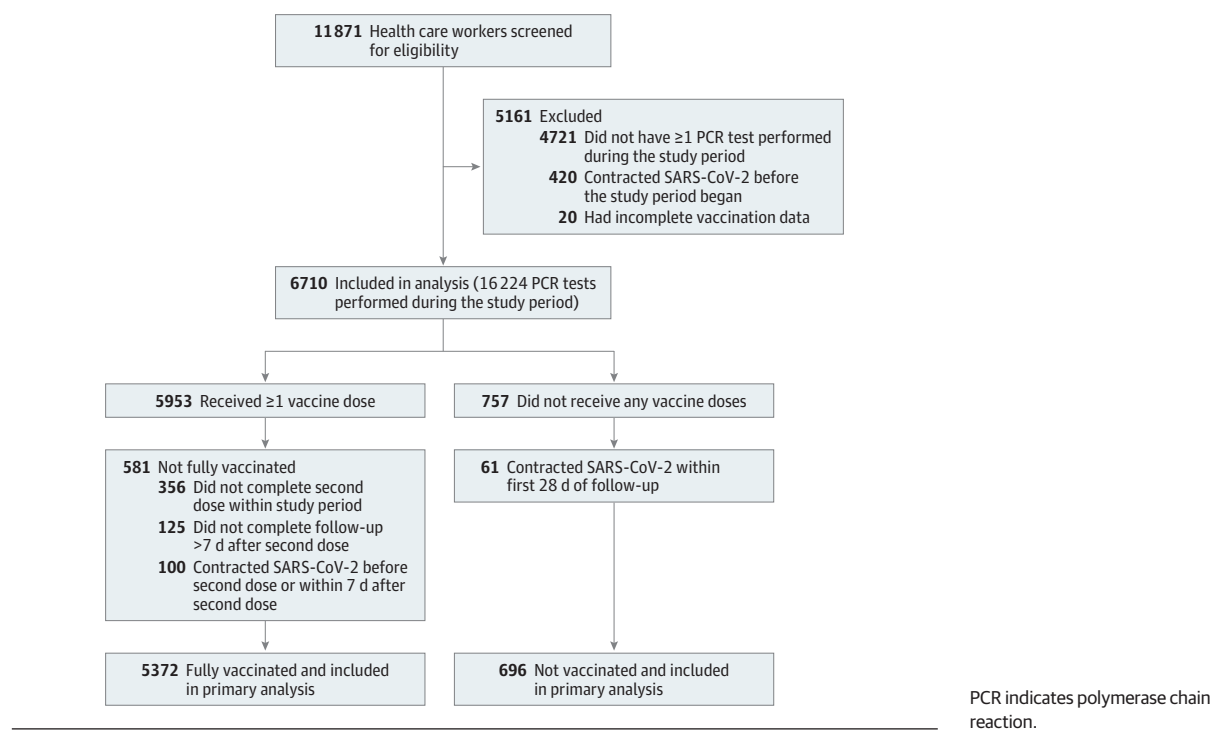 11871 Health care workers screened
for eligibility
5161 Excluded
4721 Did not have ≥1 PCR test performed
during the study period
420 Contracted SARS-CoV-2 before
the study period began
20 Had incomplete vaccination data
6710 Included in analysis (16224 PCR tests
performed during the study period)
5953 Received ≥1 vaccine dose
757 Did not receive any vaccine doses
581 Not fully vaccinated
356 Did not complete second
dose within study period
125 Did not complete follow-up
>7 d after second dose
100 Contracted SARS-CoV-2 before
second dose or within 7 d after
second dose
61 Contracted SARS-CoV-2 within
first 28 d of follow-up
5372 Fully vaccinated and included
in primary analysis
696 Not vaccinated and included
in primary analysis
PCR indicates polymerase chain
reaction.